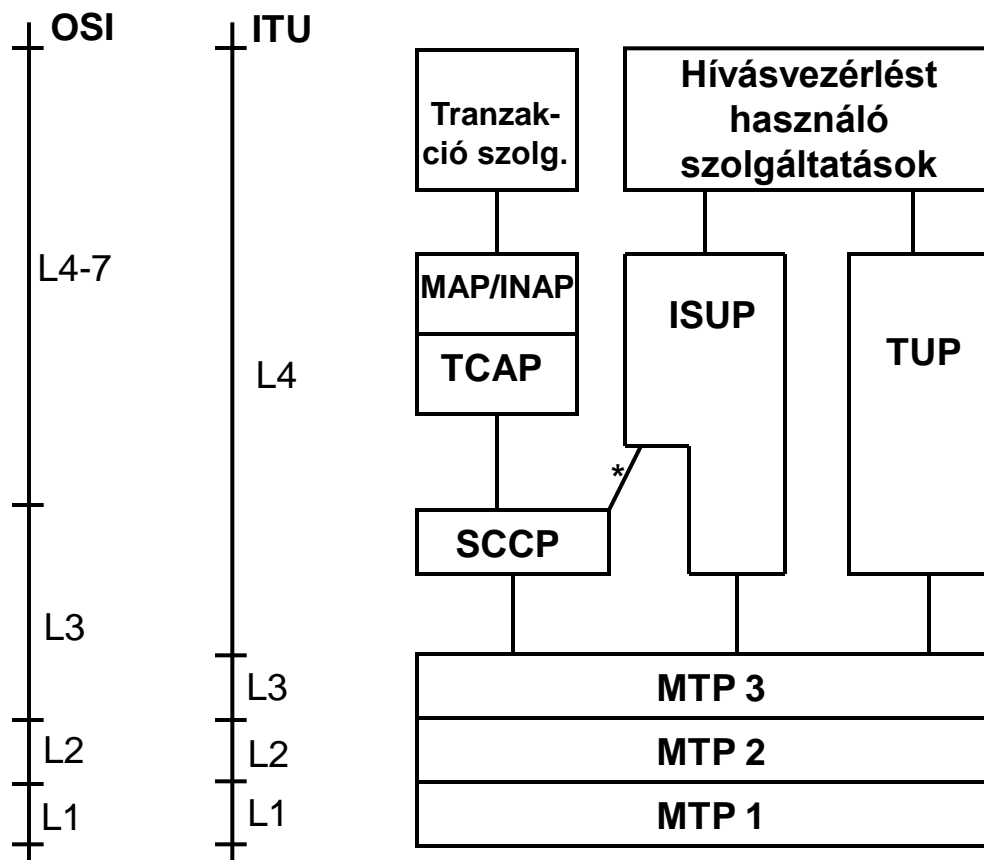 OSI
ITU
Tranzak-
ció szolg.
Hívásvezérlést
használó
szolgáltatások
L4-7
L4
MAP/INAP
TCAP
ISUP
TUP
*
SCCP
L3
L3
MTP 3
L2
L2
MTP 2
L1
L1
MTP 1